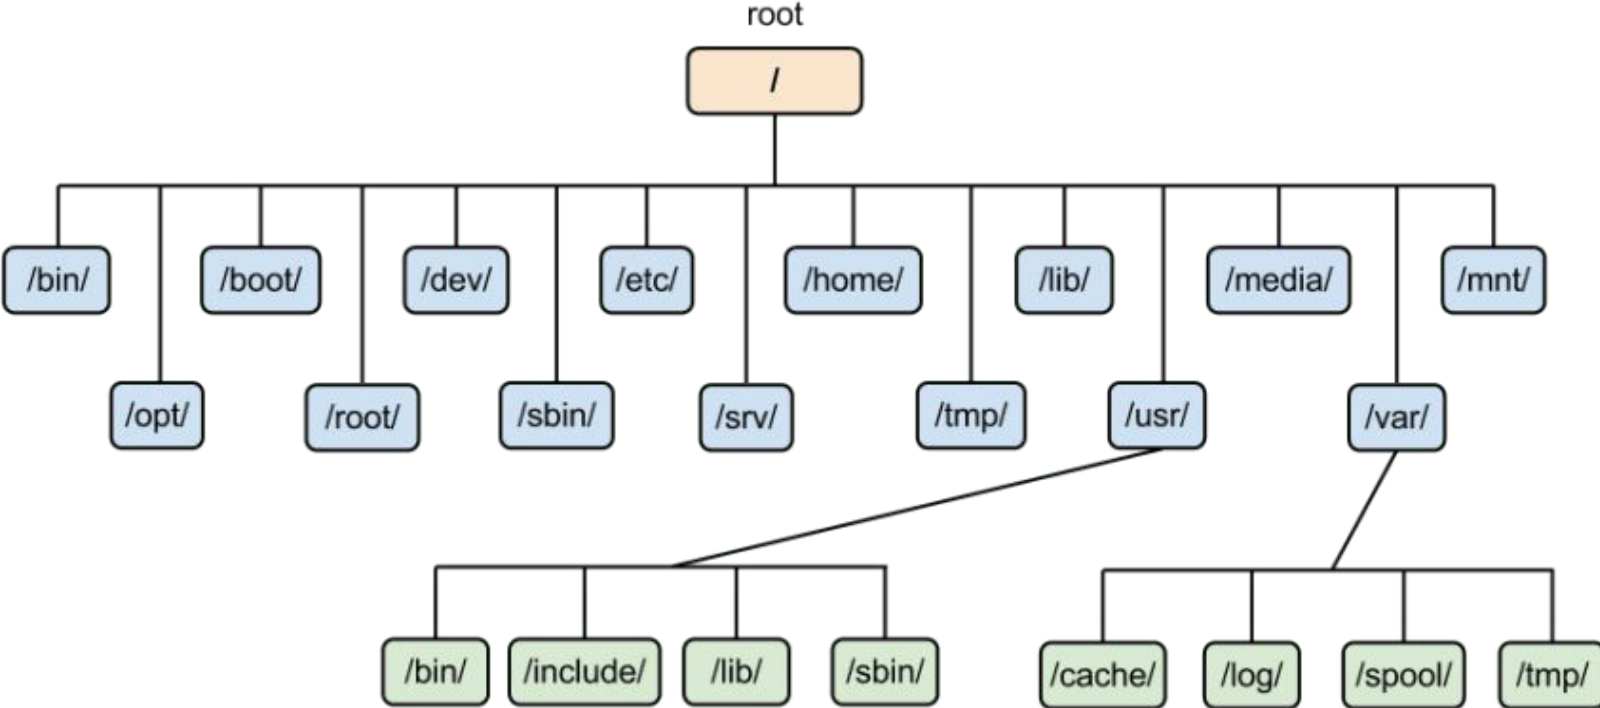 root
/
/bin/
/boot/
/dev/
/etc/
/home/
/lib/
/media/
/mnt/
/opt/
/root/
/sbin/
/srv/
/tmp/
/usr/
/var/
/bin/
/include/
/lib/
/sbin/
/cache/
/log/
/spool/
/tmp/